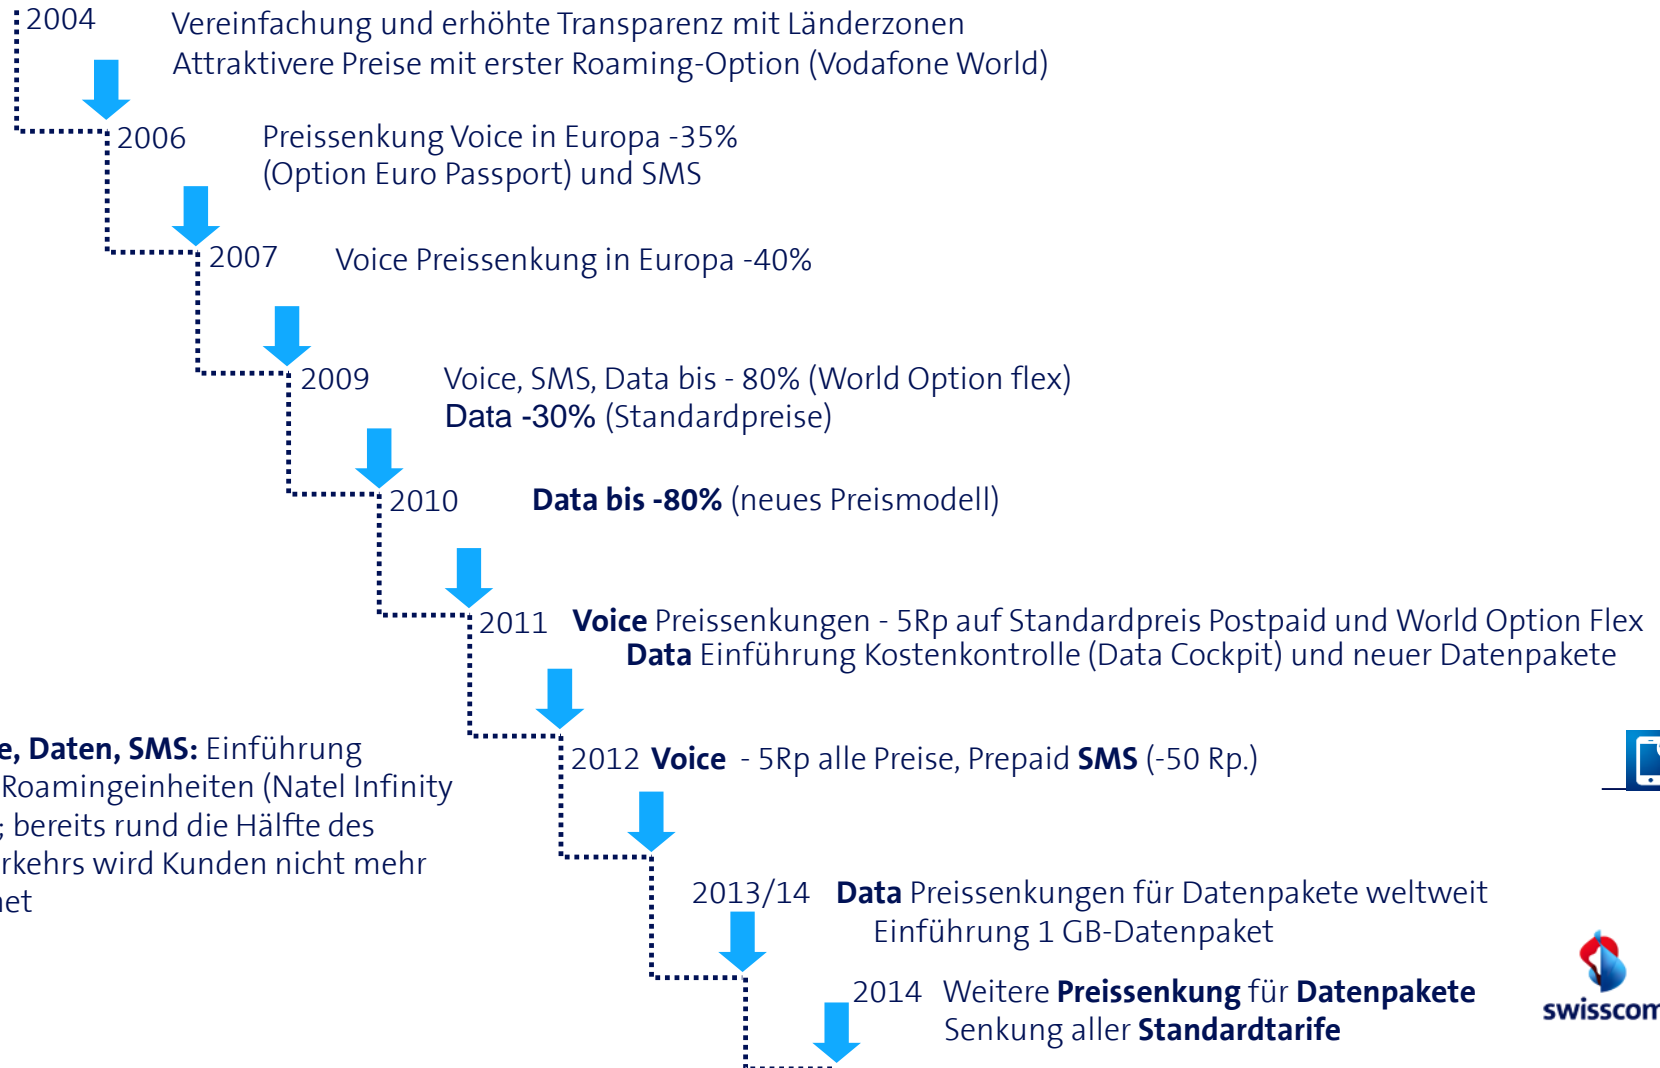 2004 Vereinfachung und erhöhte Transparenz mit Länderzonen
Attraktivere Preise mit erster Roaming-Option (Vodafone World)
2006 Preissenkung Voice in Europa -35%
(Option Euro Passport) und SMS
2007 Voice Preissenkung in Europa -40%
2009 Voice, SMS, Data bis - 80% (World Option flex)
Data -30% (Standardpreise)
2010 Data bis -80% (neues Preismodell)
2011 Voice Preissenkungen - 5Rp auf Standardpreis Postpaid und World Option Flex
Data Einführung Kostenkontrolle (Data Cockpit) und neuer Datenpakete
2012 Voice - 5Rp alle Preise, Prepaid SMS (-50 Rp.)
Daten, SMS: Einführung
Roamingeinheiten (Natel Infinity
; bereits rund die Hälfte des
wird Kunden nicht mehr
2013/14 Data Preissenkungen für Datenpakete weltweit
Einführung 1 GB-Datenpaket
2014 Weitere Preissenkung für Datenpakete
Senkung aller Standardtarife
swisscom